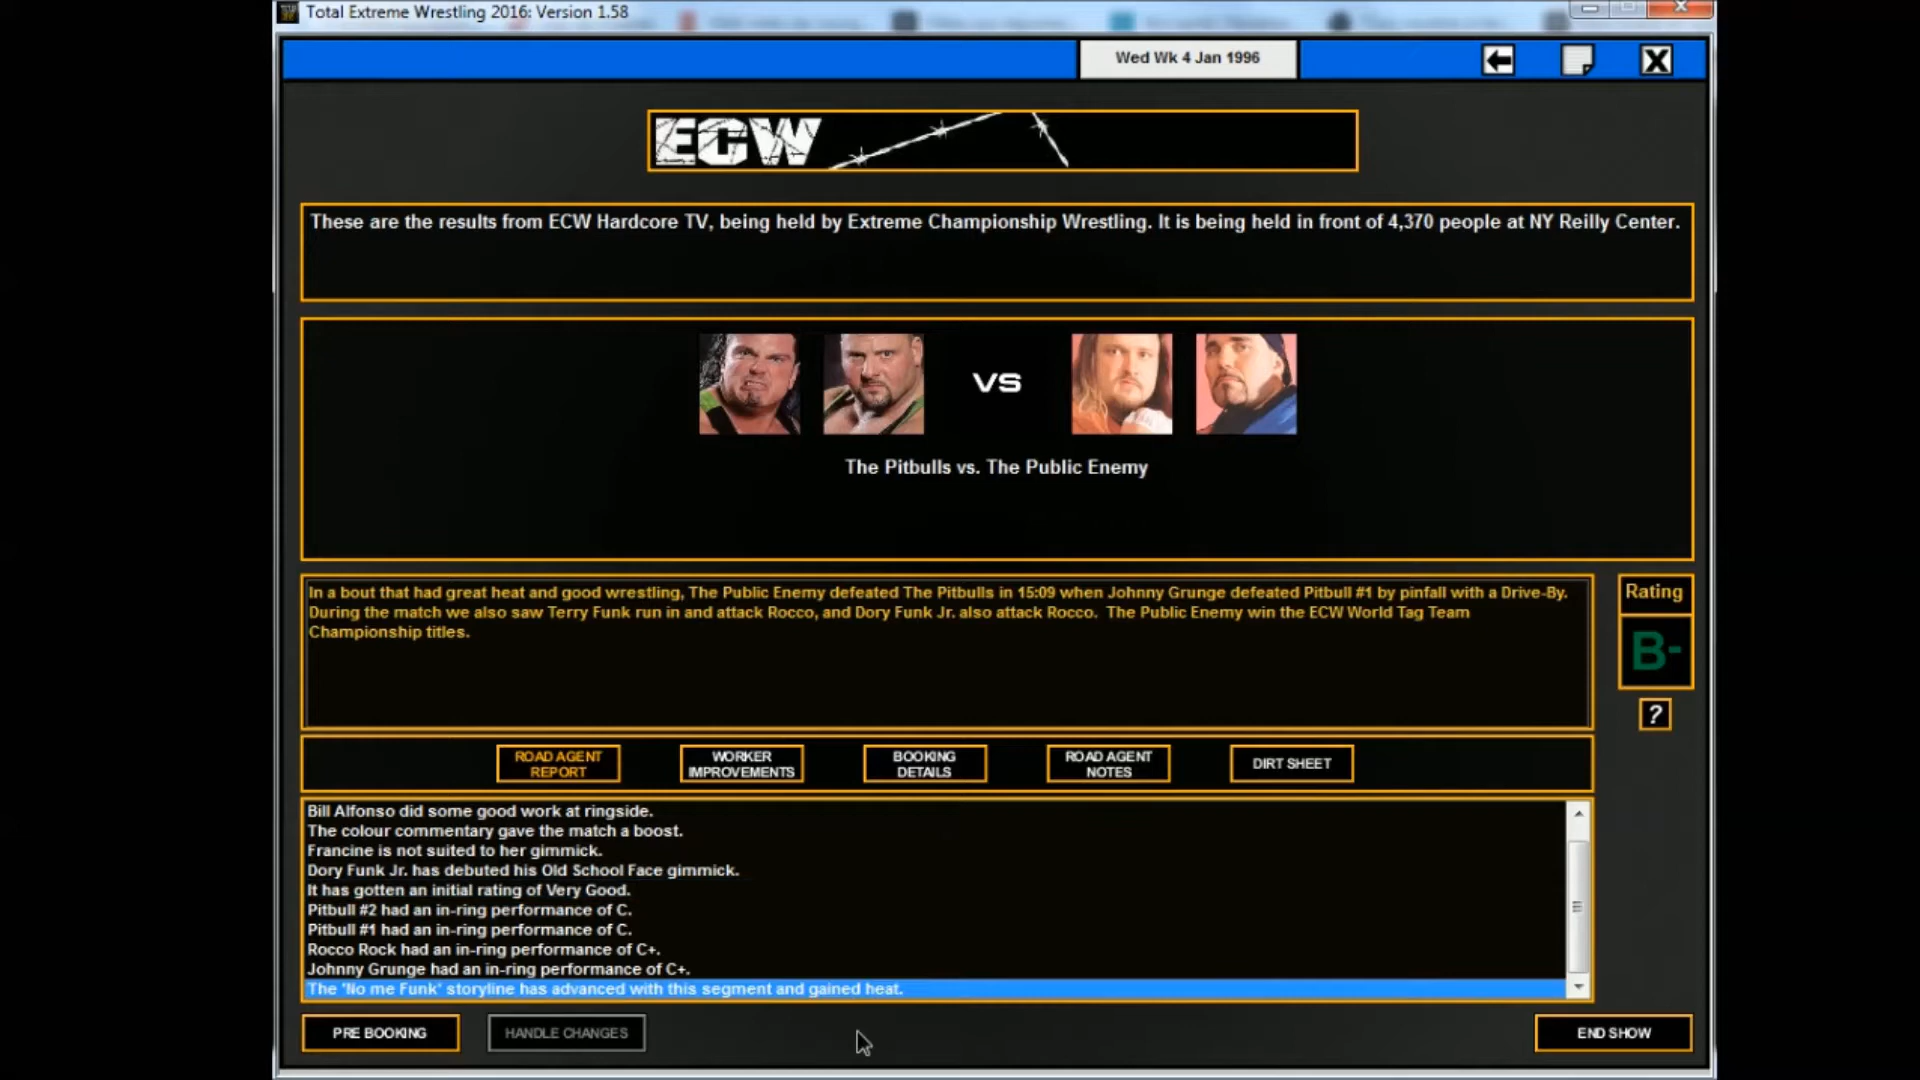 Total Extreme Wrestling 2016: Version 1.58
Wed Wk 4 Jan 1996
ECW
These are the results from ECW Hardcore TV, being held by Extreme Championship Wrestling. It is being held in front of 4,370 people at NY Reilly Center.
VS
The Pitbulls vs. The Public Enemy
In a bout that had great heat and good wrestling, The Public Enemy defeated The Pitbulls in 15:09 when Johnny Grunge defeated Pitbull #1 by pinfall with a Drive-By.
During the match we also saw Terry Funk run in and attack Rocco, and Dory Funk Jr. also attack Rocco.  The Public Enemy win the ECW World Tag Team
Championship titles.
Rating
B-
?
ROAD AGENT
REPORT
WORKER
IMPROVEMENTS
BOOKING
DETAILS
ROAD AGENT
NOTES
DIRT SHEET
Bill Alfonso did some good work at ringside.
The colour commentary gave the match a boost.
Francine is not suited to her gimmick.
Dory Funk Jr. has debuted his Old School Face gimmick.
It has gotten an initial rating of Very Good.
Pitbull #2 had an in-ring performance of C.
Pitbull #1 had an in-ring performance of C.
Rocco Rock had an in-ring performance of C+.
Johnny Grunge had an in-ring performance of C+.
The 'No me Funk' storyline has advanced with this segment and gained heat.
PRE BOOKING
HANDLE CHANGES
END SHOW